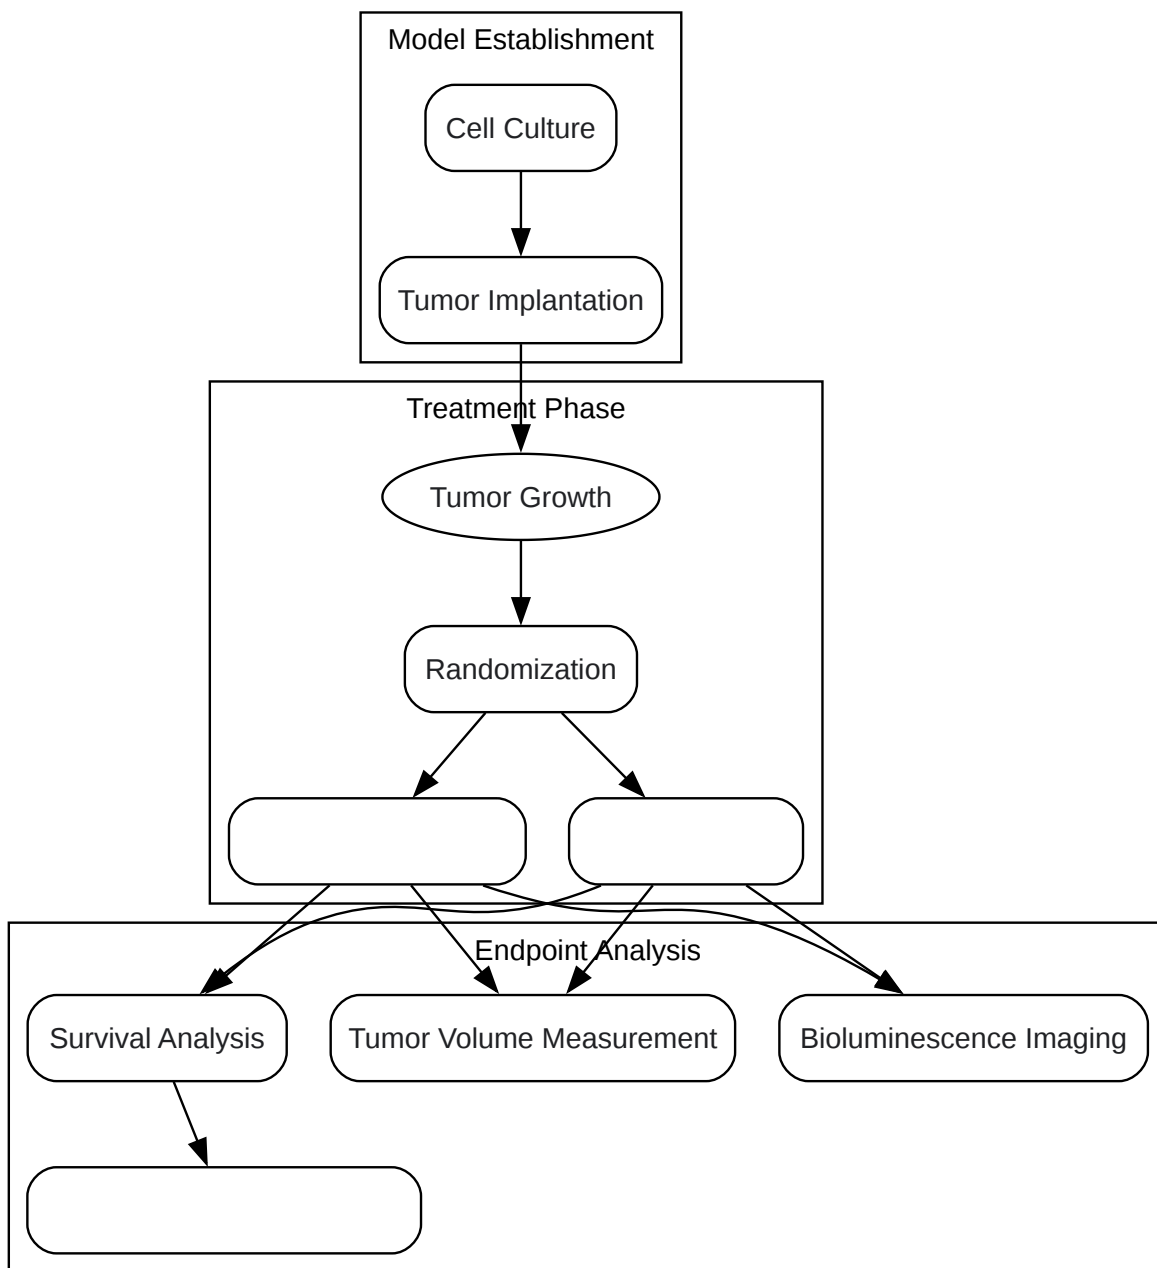 Model Establishment
Cell Culture
Tumor Implantation
Treatment Phase
Tumor Growth
Randomization
Endpoint Analysis
Survival Analysis
Tumor Volume Measurement
Bioluminescence Imaging